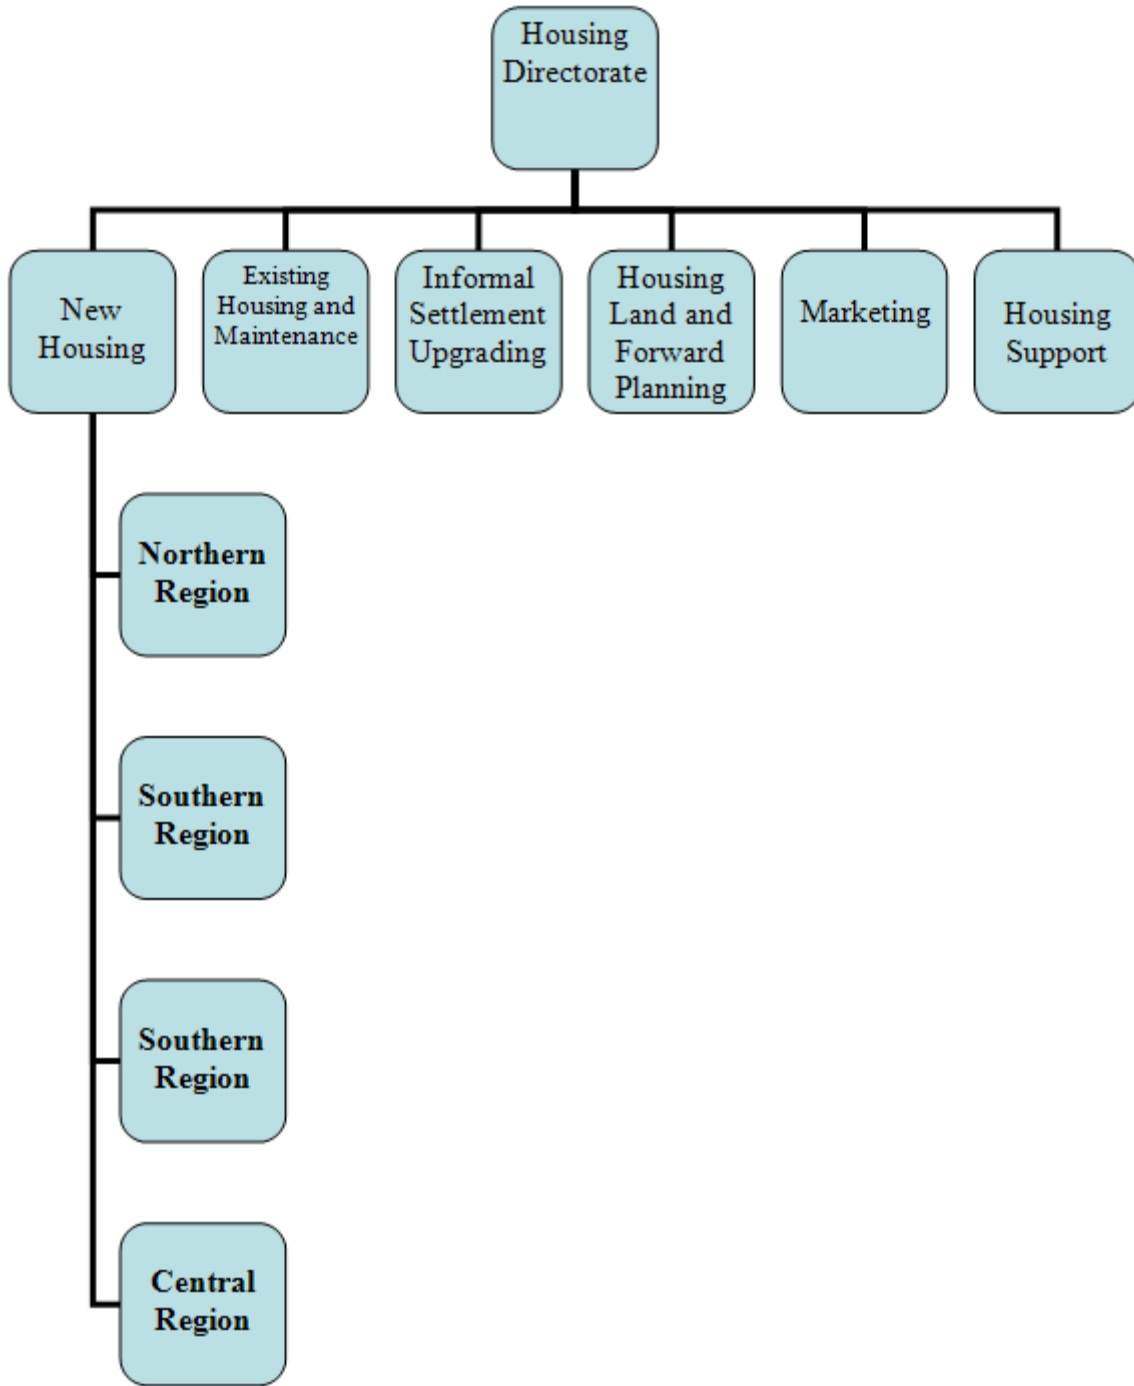 Housing
Directorate
New
Housing
Existing
Housing and
Maintenance
Informal
Settlement
Upgrading
Housing
Land and
Forward
Planning
Marketing
Housing
Support
Northern
Region
Southern
Region
Southern
Region
Central
Region